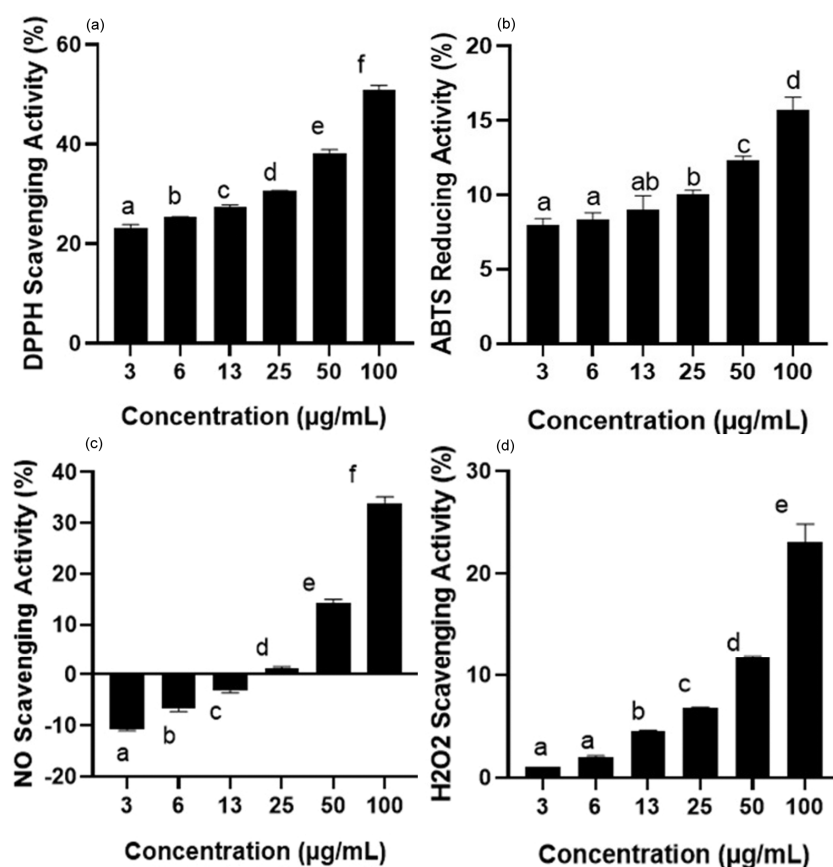 (a)
DPPH Scavenging Activity (%)
60
40
20
0
a
b
c
d
e
f
3 6 13 25 50 100
Concentration (µg/mL)
(b)
ABTS Reducing Activity (%)
20
15
10
5
0
a
a
ab
b
c
d
3 6 13 25 50 100
Concentration (µg/mL)
(c)
NO Scavenging Activity (%)
40
30
20
10
0
-10
-20
a
b
c
d
e
f
3 6 13 25 50 100
Concentration (µg/mL)
(d)
H2O2 Scavenging Activity (%)
30
20
10
0
a
a
b
c
d
e
3 6 13 25 50 100
Concentration (µg/mL)